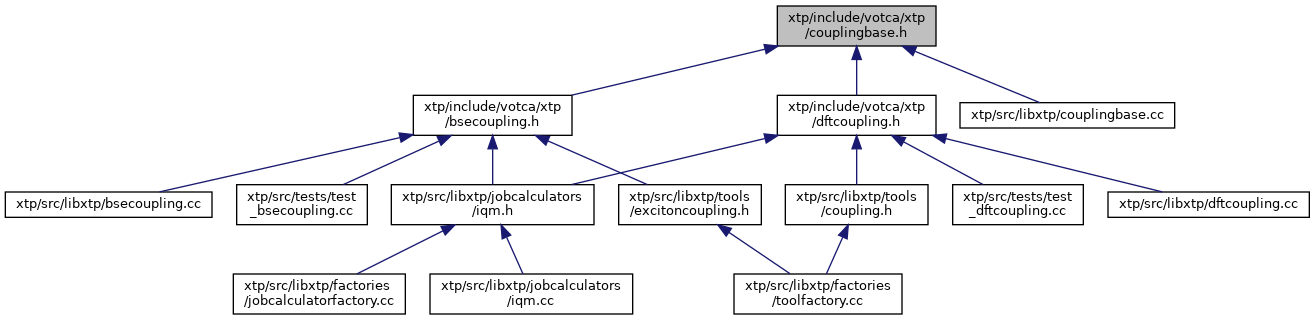 xtp/include/votca/xtp
/couplingbase.h
xtp/include/votca/xtp
/bsecoupling.h
xtp/include/votca/xtp
/dftcoupling.h
xtp/src/libxtp/couplingbase.cc
xtp/src/libxtp/bsecoupling.cc
xtp/src/tests/test
_bsecoupling.cc
xtp/src/libxtp/jobcalculators
/iqm.h
xtp/src/libxtp/tools
/excitoncoupling.h
xtp/src/libxtp/tools
/coupling.h
xtp/src/tests/test
_dftcoupling.cc
xtp/src/libxtp/dftcoupling.cc
xtp/src/libxtp/factories
/jobcalculatorfactory.cc
xtp/src/libxtp/jobcalculators
/iqm.cc
xtp/src/libxtp/factories
/toolfactory.cc